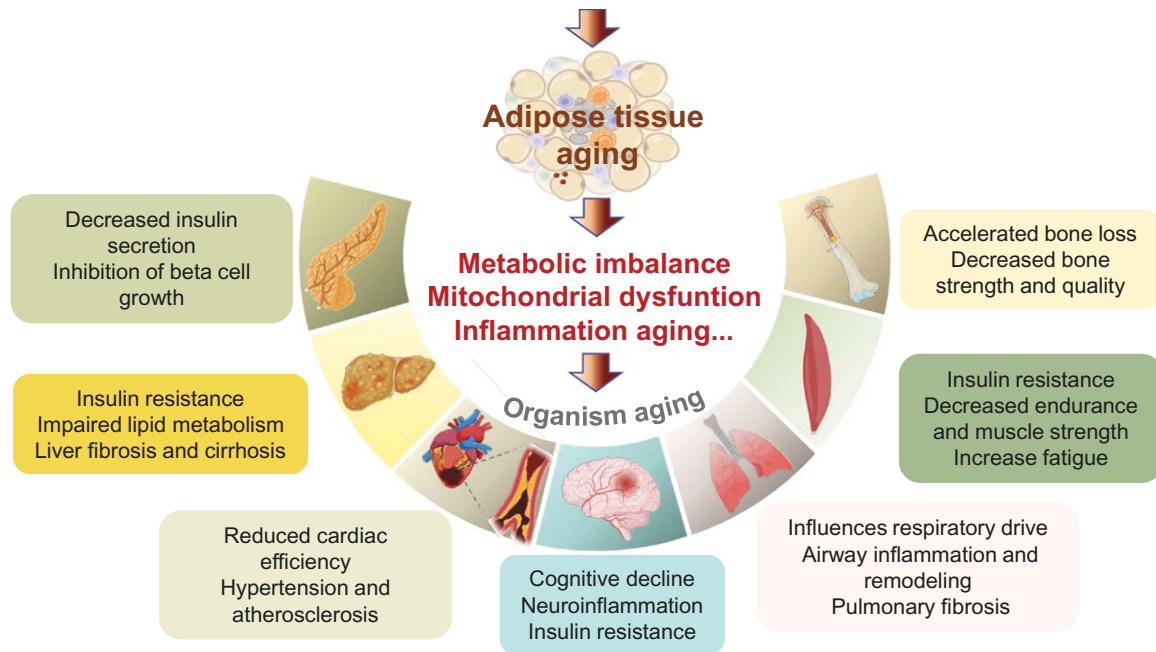 Adipose tissue
aging
Metabolic imbalance
Mitochondrial dysfuntion
Inflammation aging...
Organism aging
Decreased insulin
secretion
Inhibition of beta cell
growth
Insulin resistance
Impaired lipid metabolism
Liver fibrosis and cirrhosis
Reduced cardiac
efficiency
Hypertension and
atherosclerosis
Cognitive decline
Neuroinflammation
Insulin resistance
Influences respiratory drive
Airway inflammation and
remodeling
Pulmonary fibrosis
Insulin resistance
Decreased endurance
and muscle strength
Increase fatigue
Accelerated bone loss
Decreased bone
strength and quality